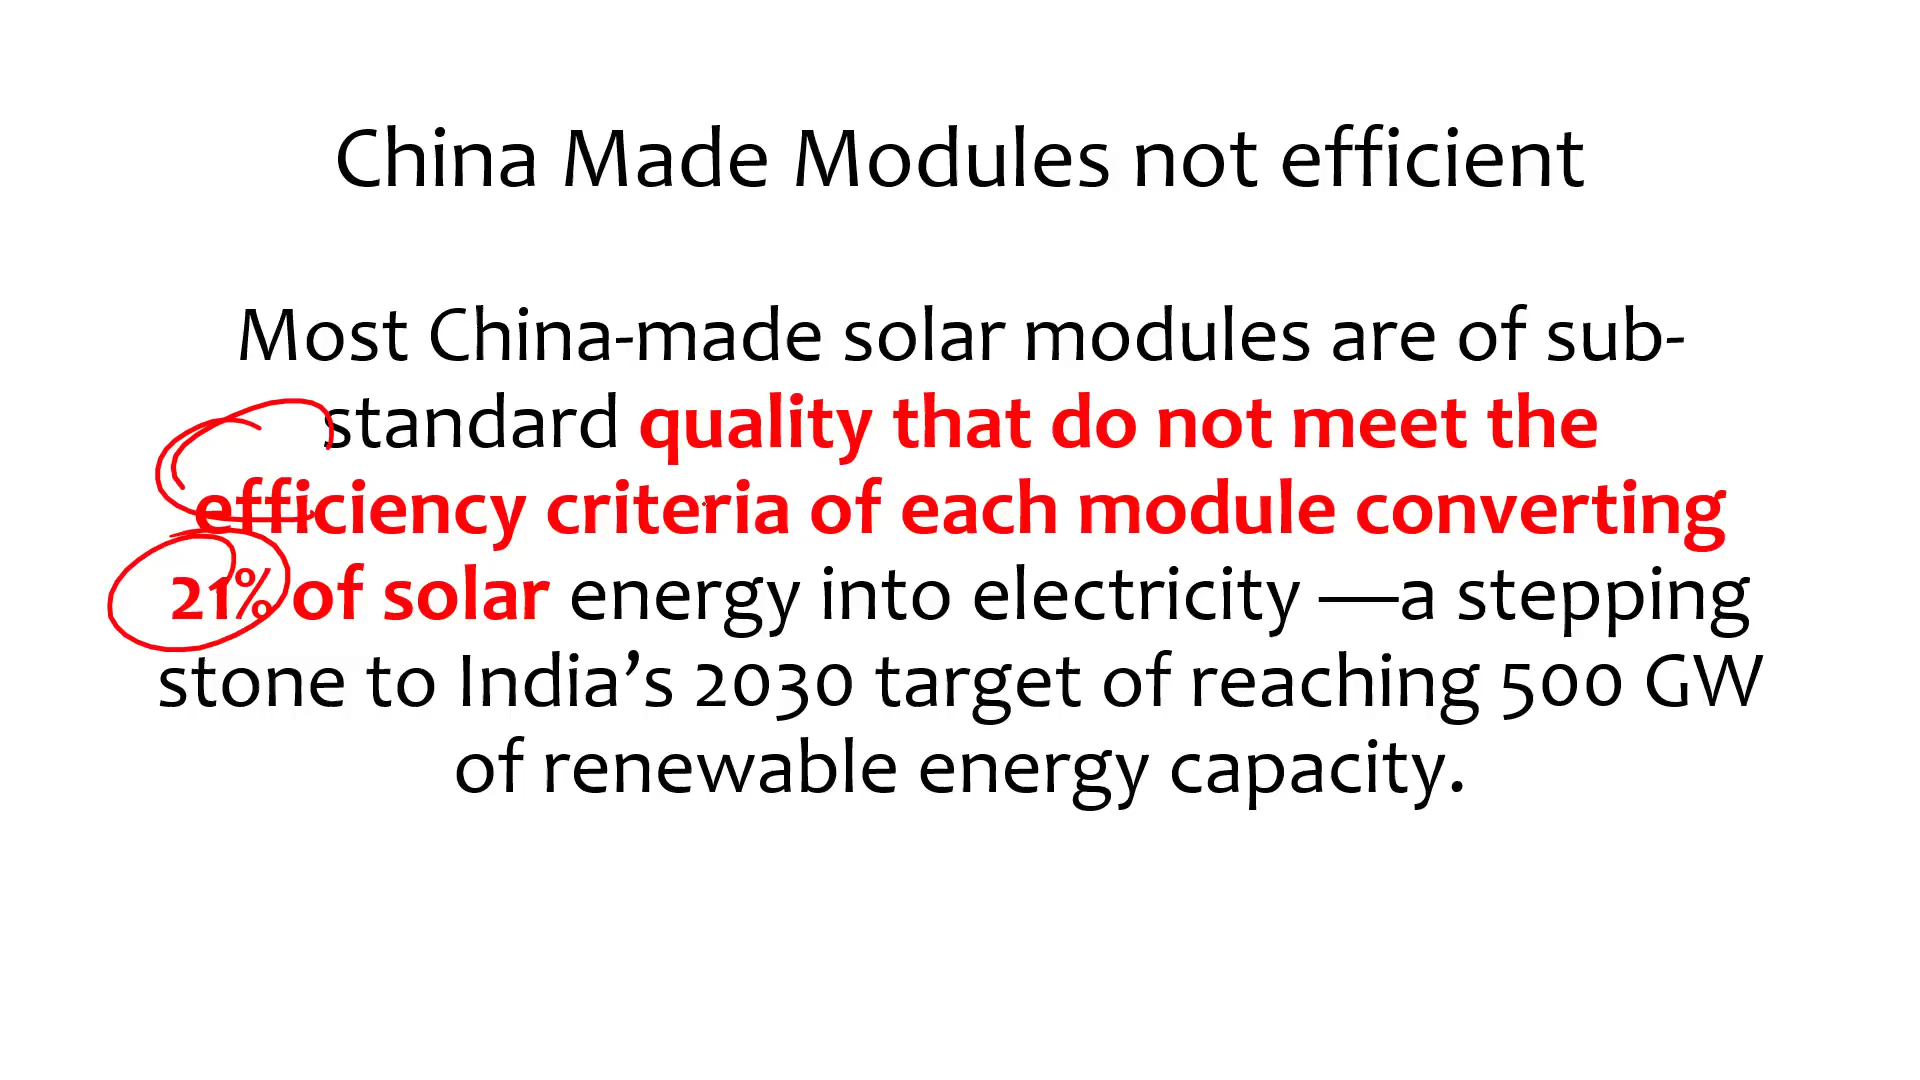 China Made Modules not efficient
Most China-made solar modules are of sub-
standard quality that do not meet the
efficiency criteria of each module converting
21% of solar energy into electricity —a stepping
stone to India’s 2030 target of reaching 500 GW
of renewable energy capacity.